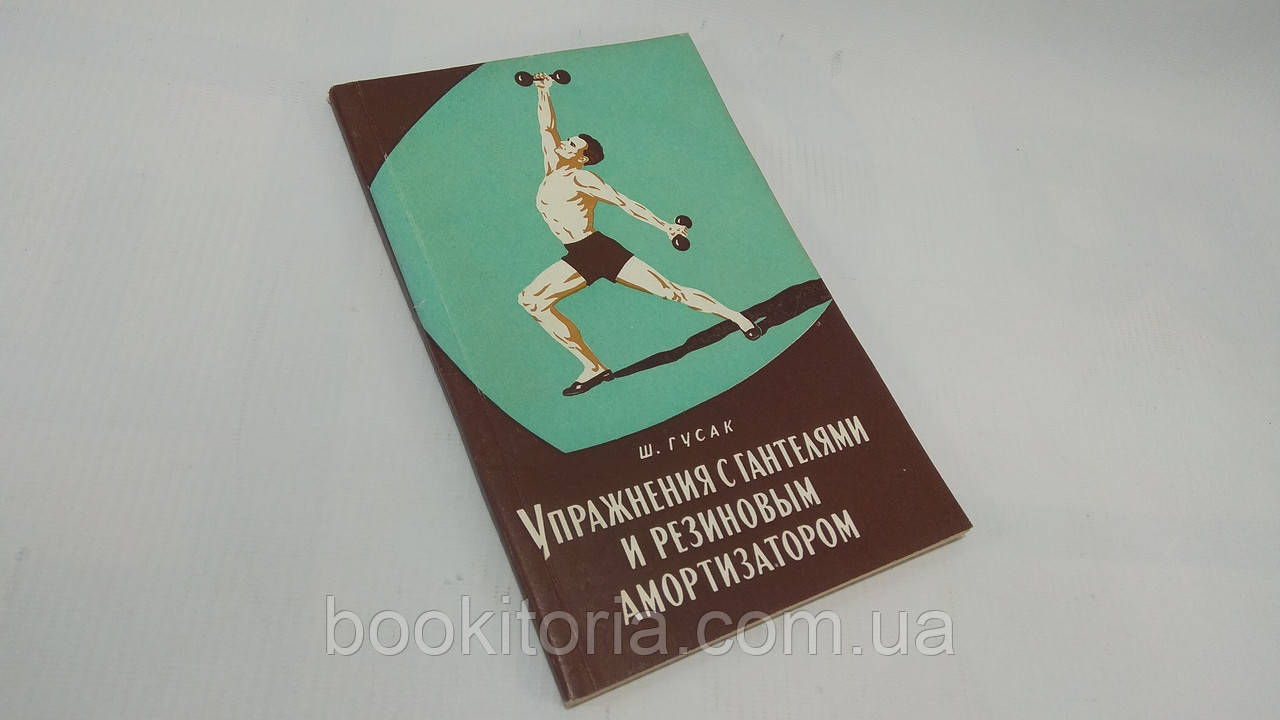 Ш. ГУСАК
УПРАЖНЕНИЯ С ГАНТЕЛЯМИ
И РЕЗИНОВЫМ
АМОРТИЗАТОРОМ
bookitoria.com.ua